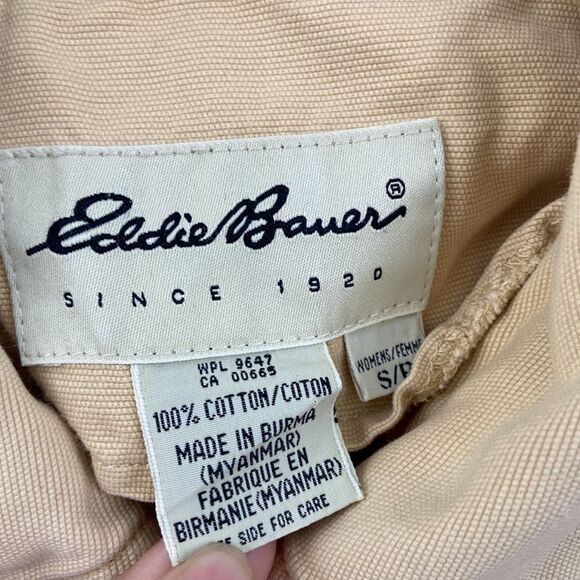 Eddie Bauer®
SINCE 1920
WPL 9647
CA 00665
100% COTTON/COTON
MADE IN BURMA
(MYANMAR)
FABRIQUE EN
BIRMANIE(MYANMAR)
SIDE FOR CARE
WOMENS/FEMME